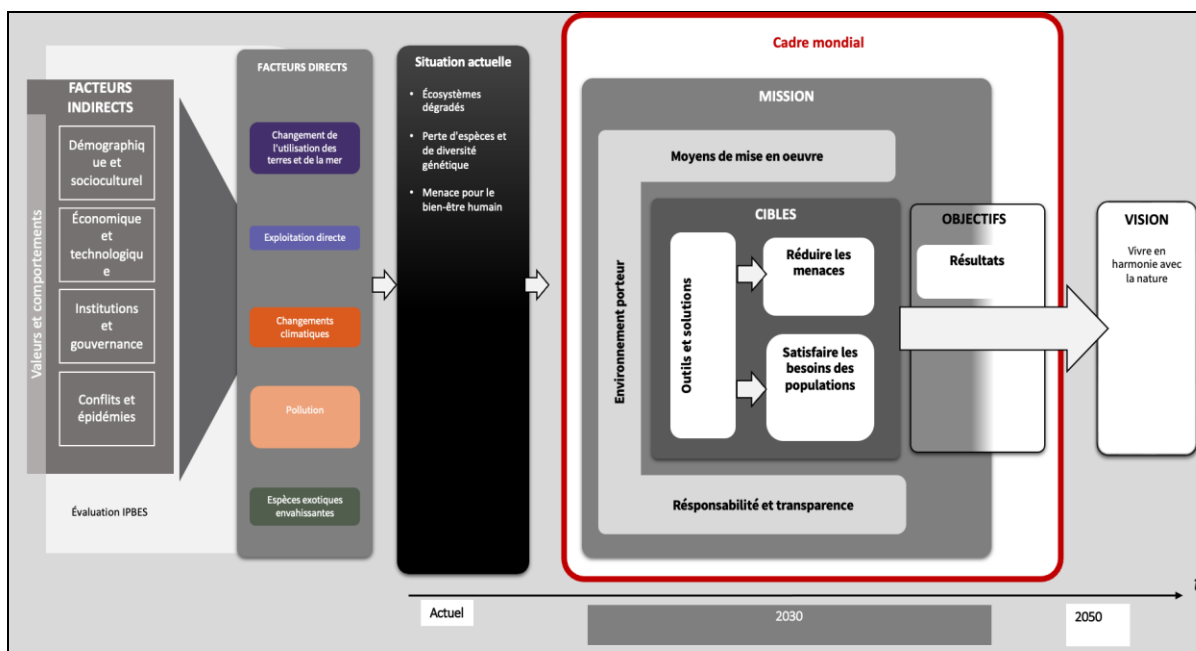 Valeurs et comportements
FACTEURS
INDIRECTS
Démographiq
ue et
socioculturel
Économique
et
technologiqu
e
Institutions
et
gouvernance
Conflits et
épidémies
Évaluation IPBES
FACTEURS DIRECTS
Changement de
l'utilisation des
terres et de la mer
Exploitation directe
Changements
climatiques
Pollution
Espèces exotiques
envahissantes
Situation actuelle
• Écosystèmes
dégradés
• Perte d'espèces et
de diversité
génétique
• Menace pour le
bien-être humain
Cadre mondial
MISSION
Moyens de mise en oeuvre
Environnement porteur
CIBLES
Outils et solutions
Réduire les
menaces
Satisfaire les
besoins des
populations
Résponsabilité et transparence
OBJECTIFS
Résultats
VISION
Vivre en
harmonie avec
la nature
Actuel
2030
2050